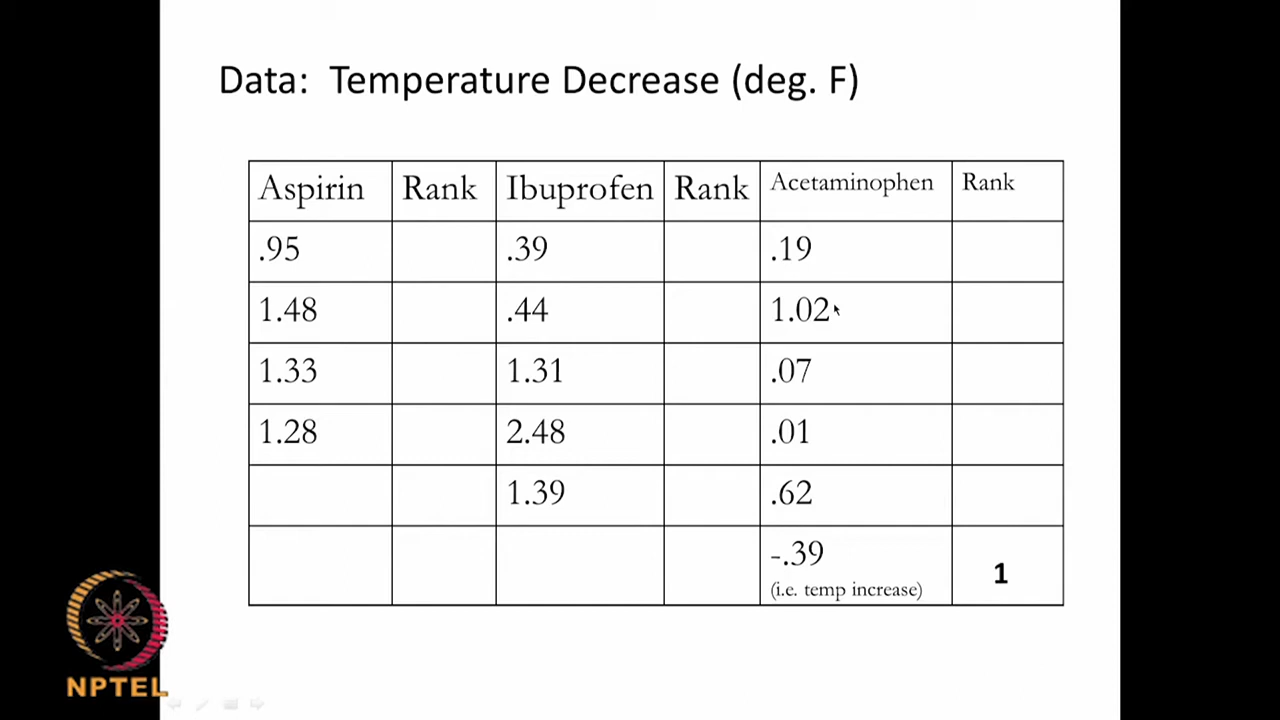 Data: Temperature Decrease (deg. F)
Aspirin Rank Ibuprofen Rank Acetaminophen Rank
.95 .39 .19
1.48 .44 1.02
1.33 1.31 .07
1.28 2.48 .01
1.39 .62
-.39
(i.e. temp increase) 1
NPTEL